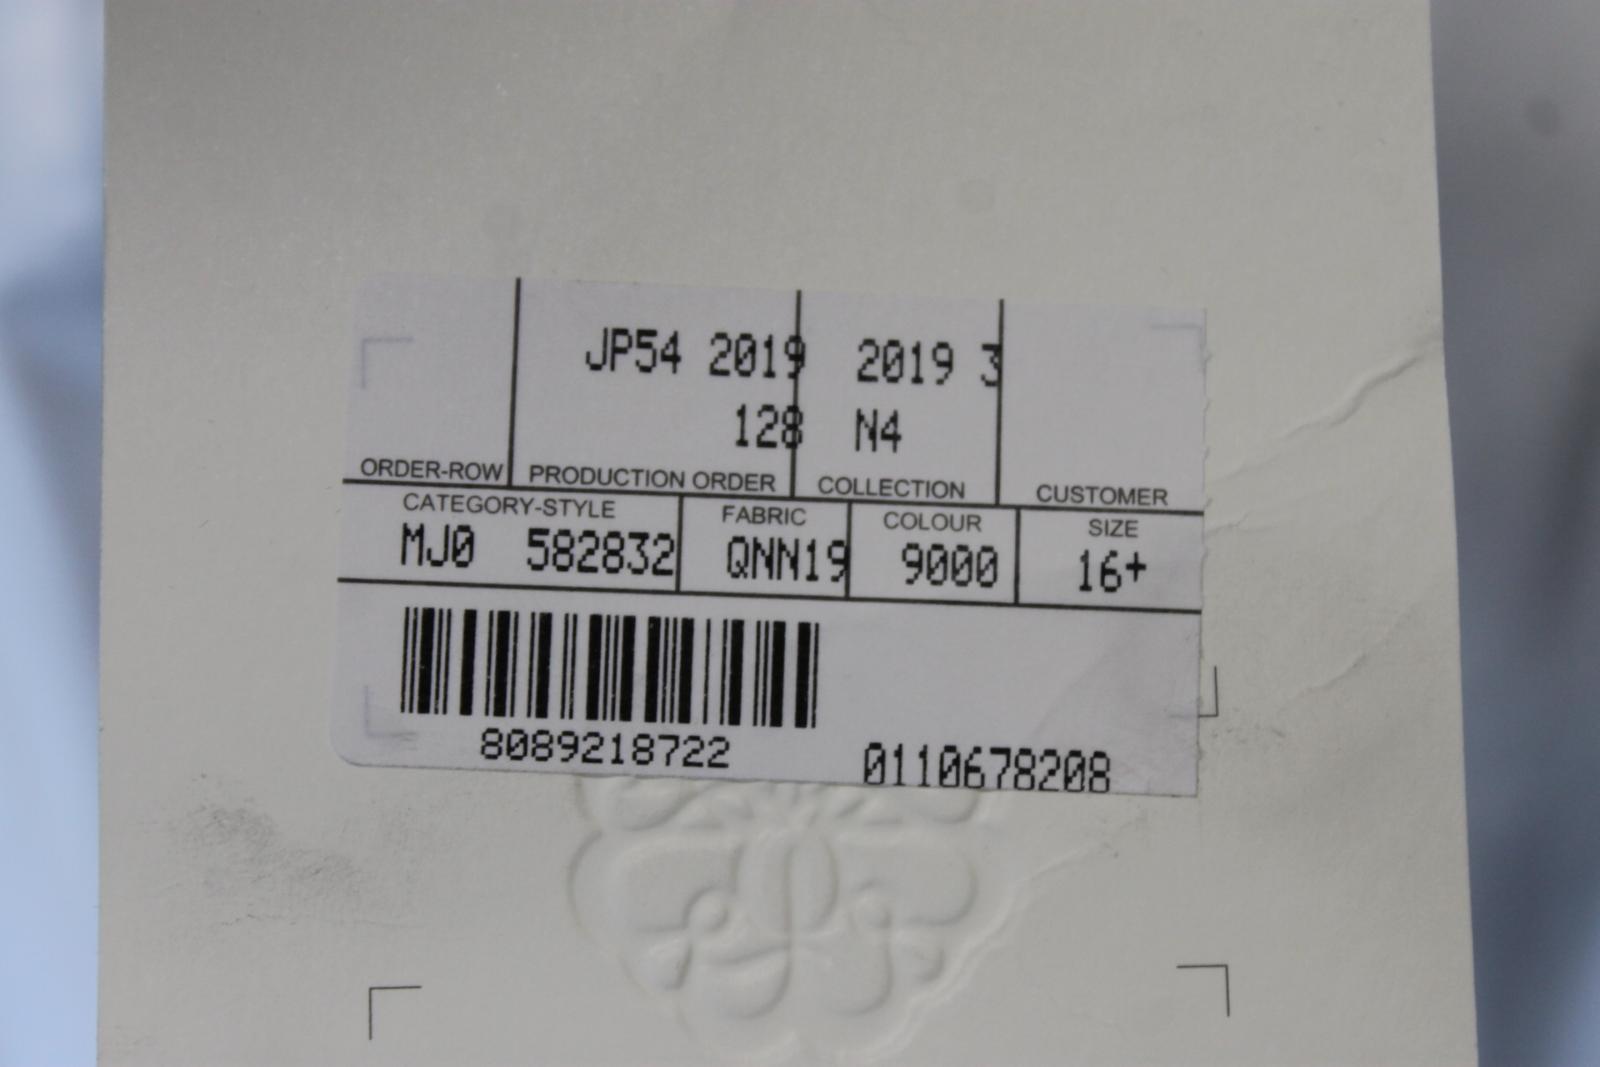 JP54 2019 2019 3
128 N4
ORDER-ROW PRODUCTION ORDER COLLECTION CUSTOMER
CATEGORY-STYLE FABRIC COLOUR SIZE
MJ0 582832 QNN19 9000 16+
8089218722 0110678208